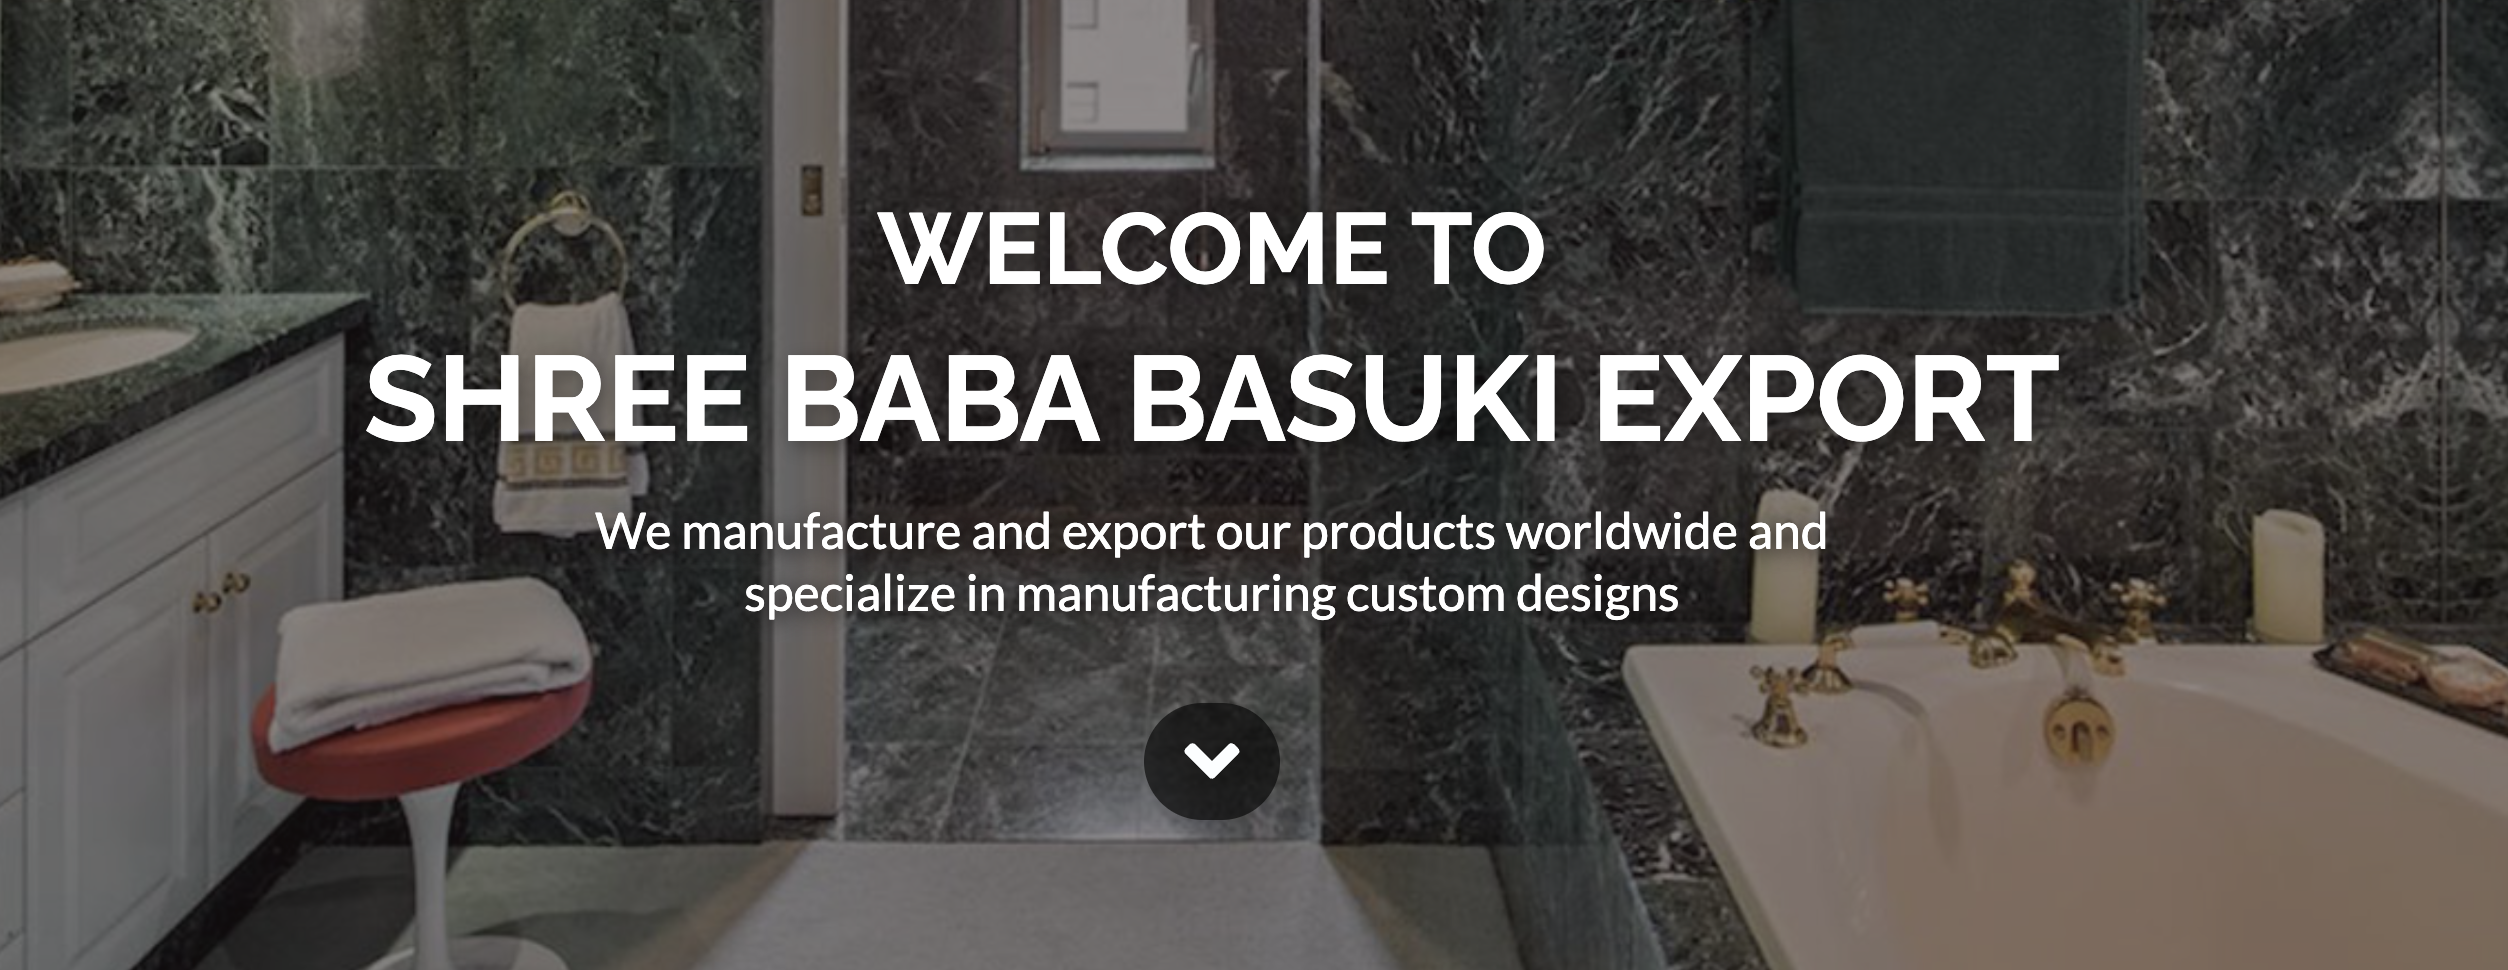 WELCOME TO
SHREE BABA BASUKI EXPORT
We manufacture and export our products worldwide and
specialize in manufacturing custom designs